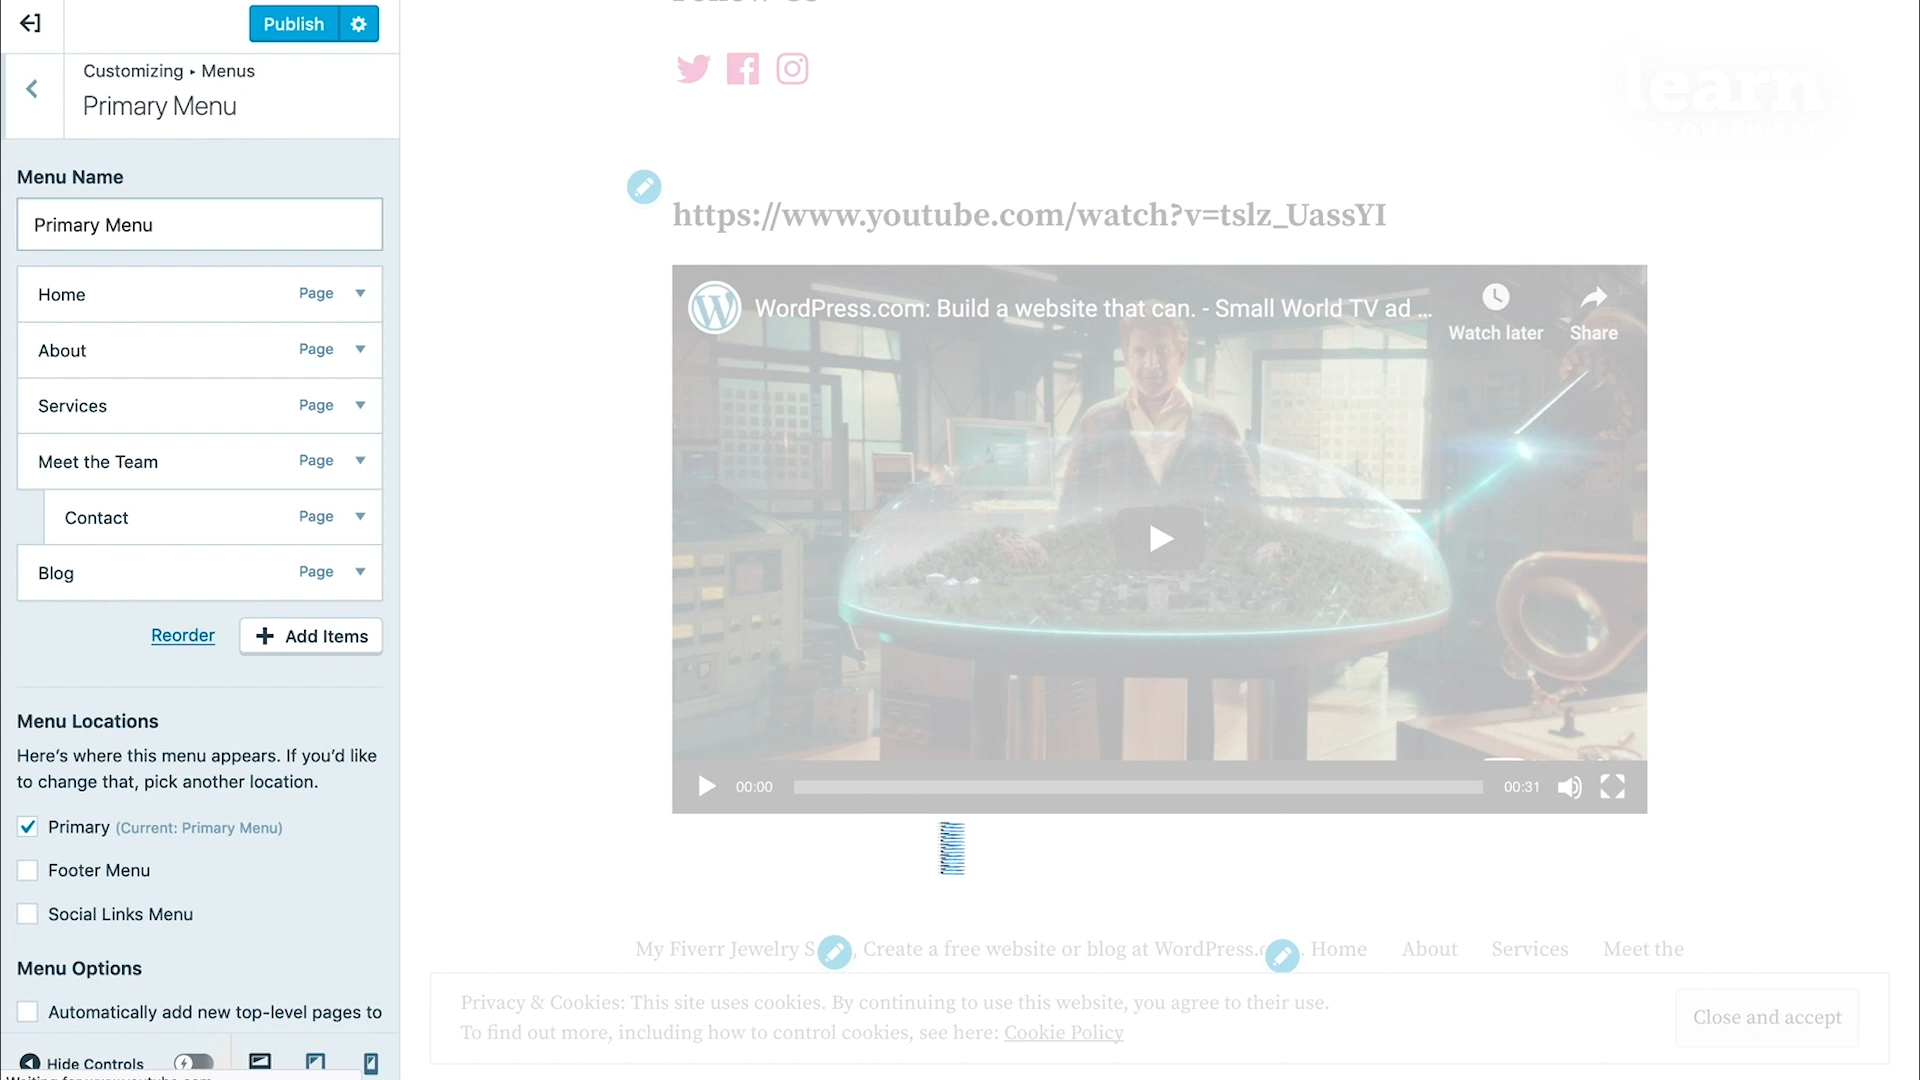 Publish
Customizing ▸ Menus
Primary Menu
Menu Name
Primary Menu
Home Page
About Page
Services Page
Meet the Team Page
Contact Page
Blog Page
Reorder
Add Items
Menu Locations
Here’s where this menu appears. If you’d like
to change that, pick another location.
Primary (Current: Primary Menu)
Footer Menu
Social Links Menu
Menu Options
Automatically add new top-level pages to
Hide Controls
learn
https://www.youtube.com/watch?v=tslz_UassYI
WordPress.com: Build a website that can. - Small World TV ad ...
Watch later
Share
00:00
00:31
My Fiverr Jewelry S , Create a free website or blog at WordPress. . Home About Services Meet the
Privacy & Cookies: This site uses cookies. By continuing to use this website, you agree to their use.
To find out more, including how to control cookies, see here: Cookie Policy
Close and accept